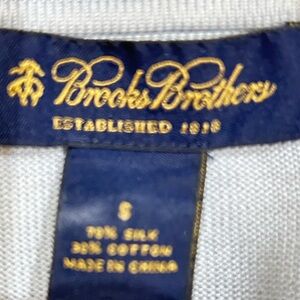 Brooks Brothers
ESTABLISHED 1818
S
70% SILK
30% COTTON
MADE IN CHINA